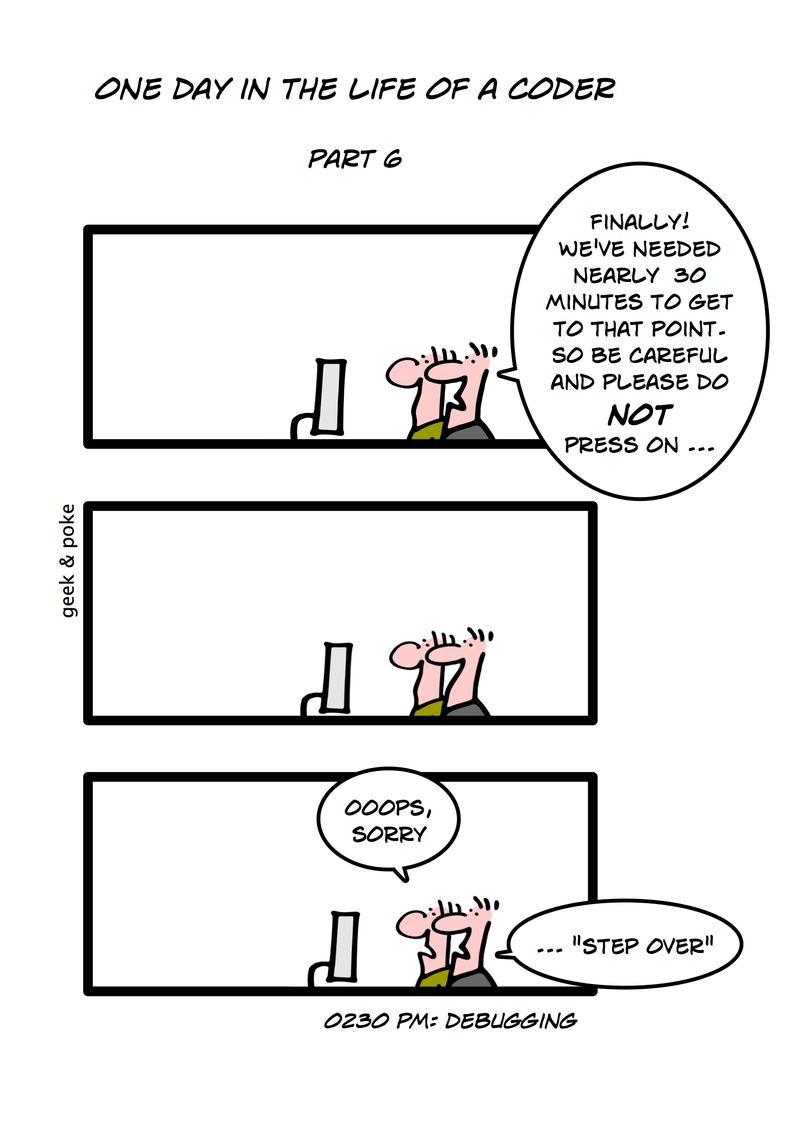 ONE DAY IN THE LIFE OF A CODER
PART 6
FINALLY!
WE'VE NEEDED
NEARLY 30
MINUTES TO GET
TO THAT POINT.
SO BE CAREFUL
AND PLEASE DO
NOT
PRESS ON ...
geek & poke
OOOPS,
SORRY
... "STEP OVER"
0230 PM: DEBUGGING